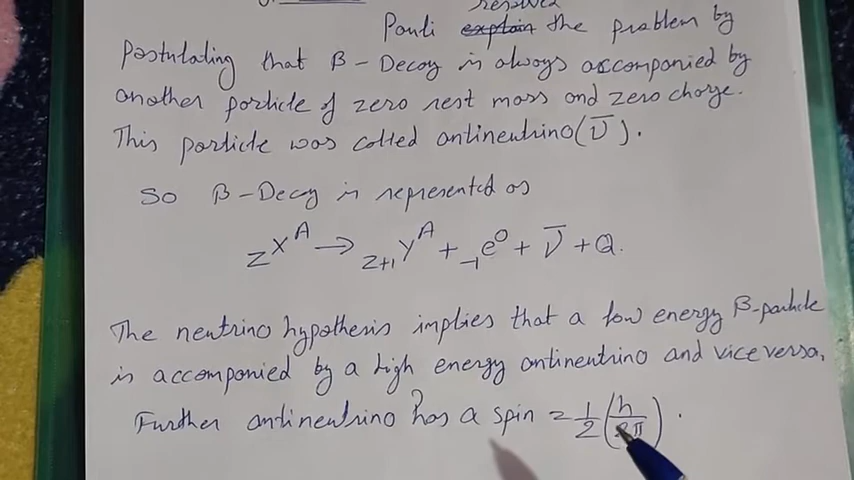 resolved
Pauli explain the problem by
postulating that β-Decay is always accompanied by
another particle of zero rest mass and zero charge.
This particle was called antineutrino (ν̅).
So β-Decay is represented as
zX^A → z+1Y^A + -1e^0 + ν̅ + Q.
The neutrino hypothesis implies that a low energy β-particle
is accompanied by a high energy antineutrino and vice versa.
Further antineutrino has a spin = 1/2 (h/2π).